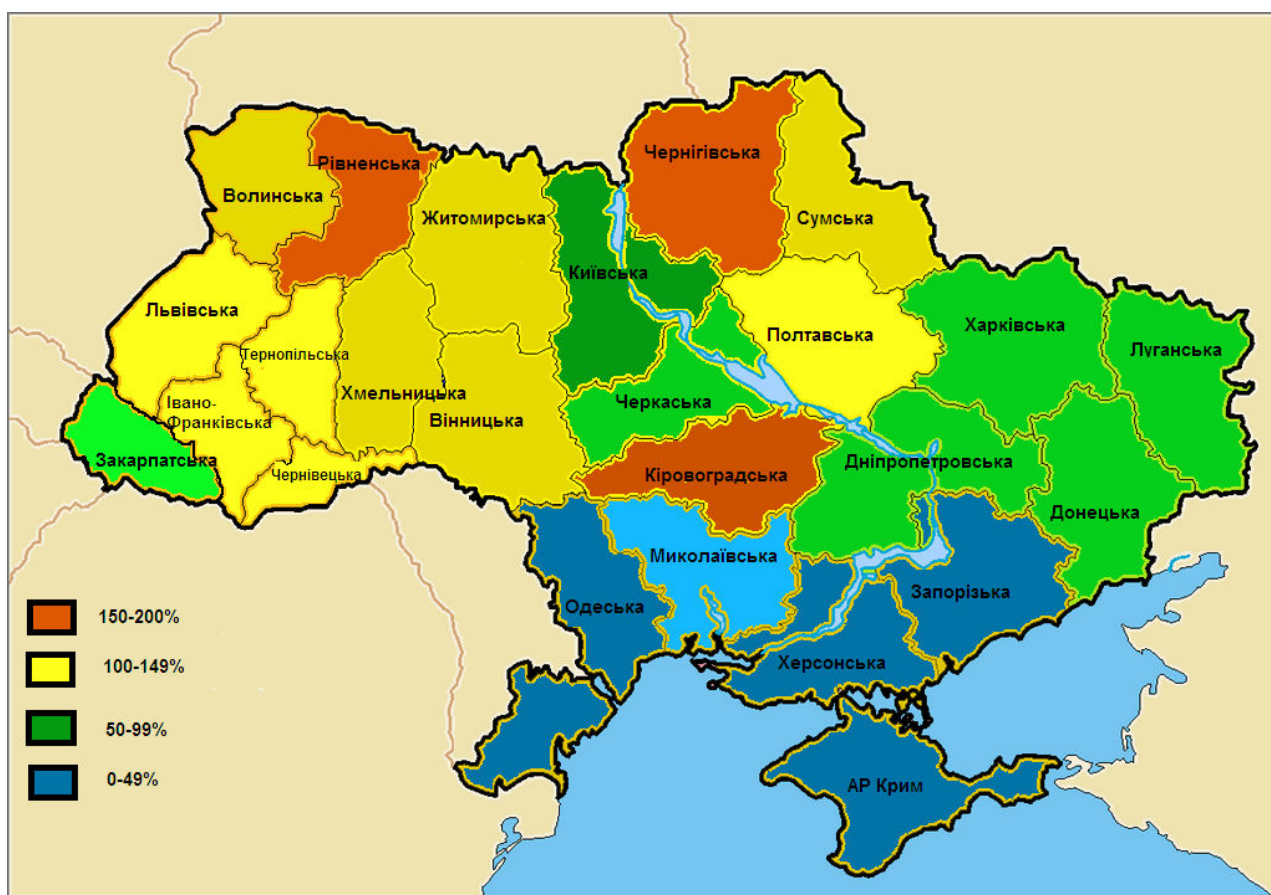 Чернігівська
Рівненська
Волинська
Житомирська
Сумська
Київська
Львівська
Полтавська
Харківська
Тернопільська
Луганська
Хмельницька
Івано-
Франківська
Черкаська
Вінницька
Закарпатська
Чернівецька
Кіровоградська
Дніпропетровська
Донецька
Миколаївська
Запорізька
Одеська
Херсонська
АР Крим
150-200%
100-149%
50-99%
0-49%